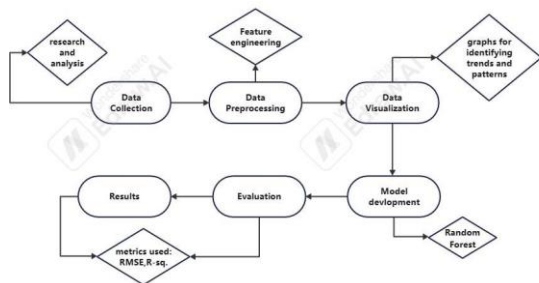 research
and
analysis
Feature
engineering
graphs for
identifying
trends and
patterns
Data
Collection
Data
Preprocessing
Data
Visualization
Results
Evaluation
Model
devlopment
metrics used:
RMSE,R-sq.
Random
Forest